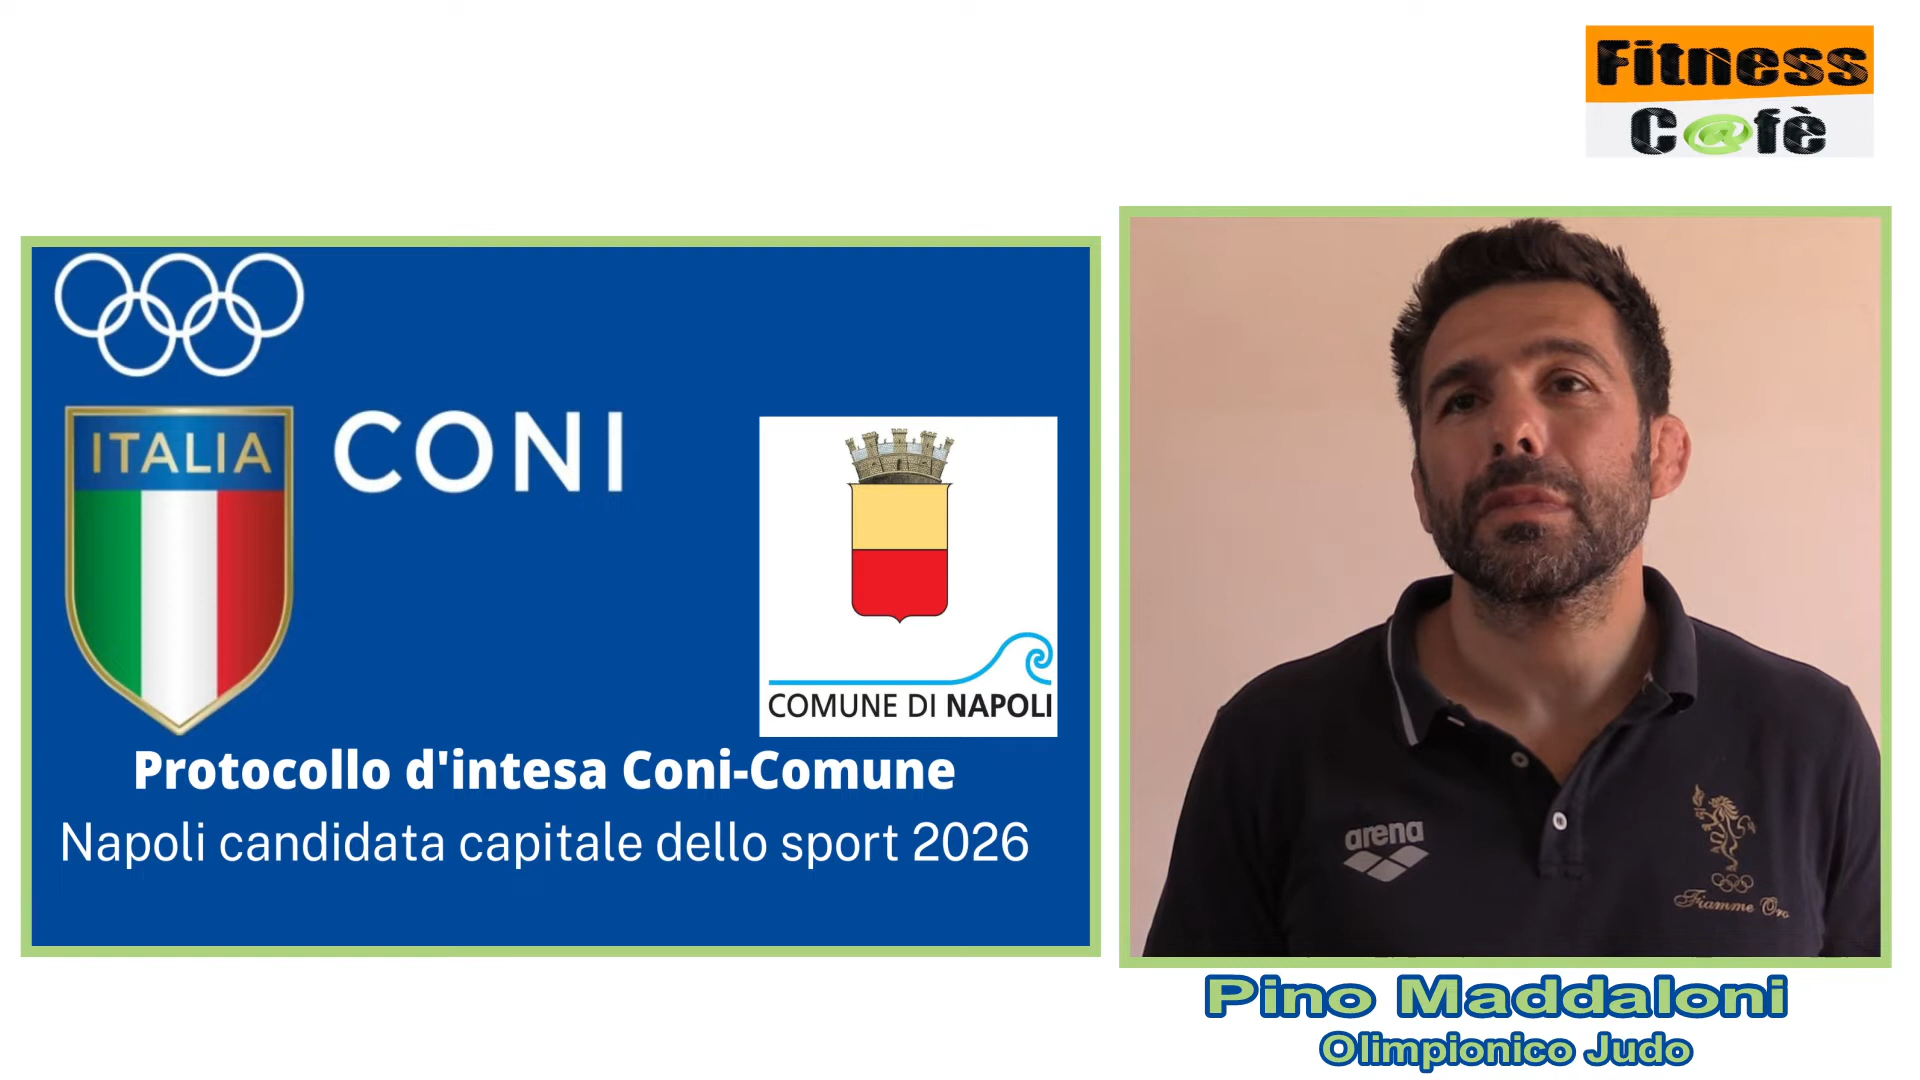 Fitness
C@fè
ITALIA
CONI
COMUNE DI NAPOLI
Protocollo d'intesa Coni-Comune
Napoli candidata capitale dello sport 2026
arena
Fiamme Oro
Pino Maddaloni
Olimpionico Judo